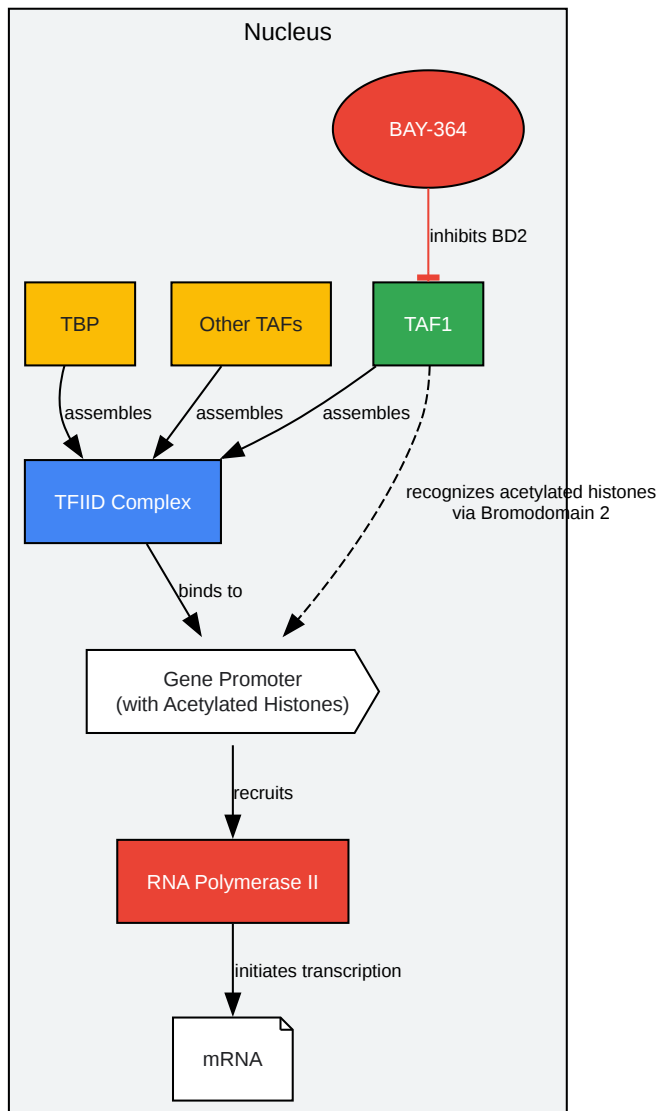 Nucleus
BAY-364
inhibits BD2
TBP
Other TAFs
TAF1
assembles
assembles
assembles
TFIID Complex
recognizes acetylated histones
via Bromodomain 2
binds to
Gene Promoter
(with Acetylated Histones)
recruits
RNA Polymerase II
initiates transcription
mRNA